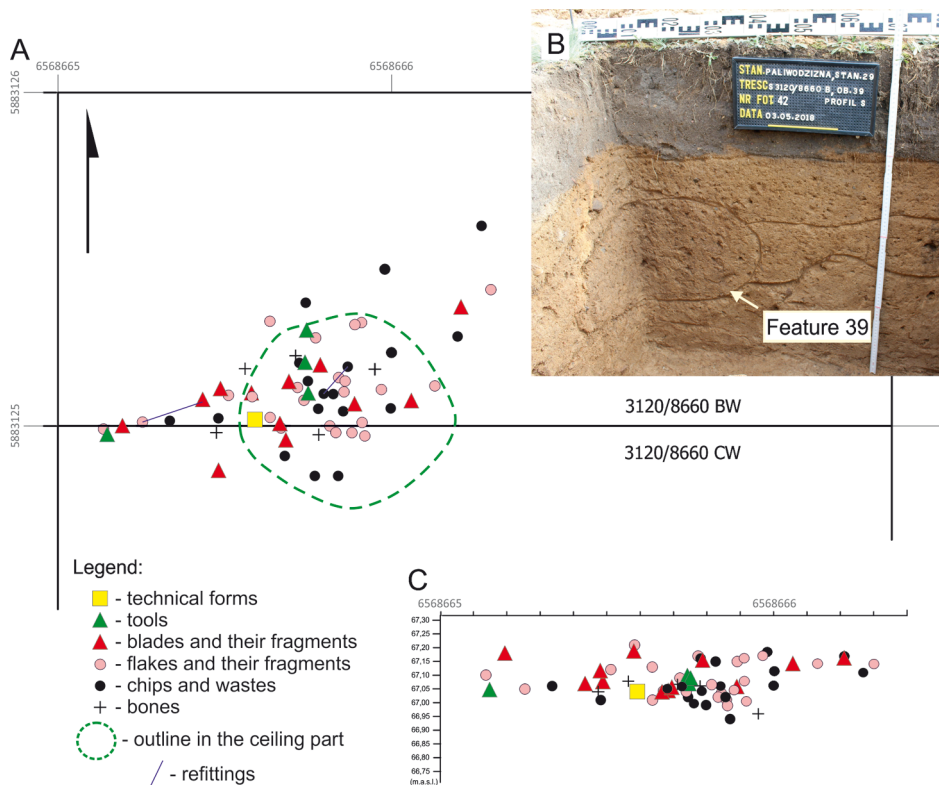 A
6568665
6568666
5883126
5883125
3120/8660 BW
3120/8660 CW
B
STAN. PALIWODZIZNA, STAN. 29
TRESC S 3120/8660 B, OB. 39
NR FOT. 42 PROFIL S
DATA 03.05.2018
Feature 39
Legend:
- technical forms
- tools
- blades and their fragments
- flakes and their fragments
- chips and wastes
- bones
- outline in the ceiling part
- refittings
C
6568665
6568666
67,30
67,25
67,20
67,15
67,10
67,05
67,00
66,95
66,90
66,85
66,80
66,75
(m.a.s.l.)